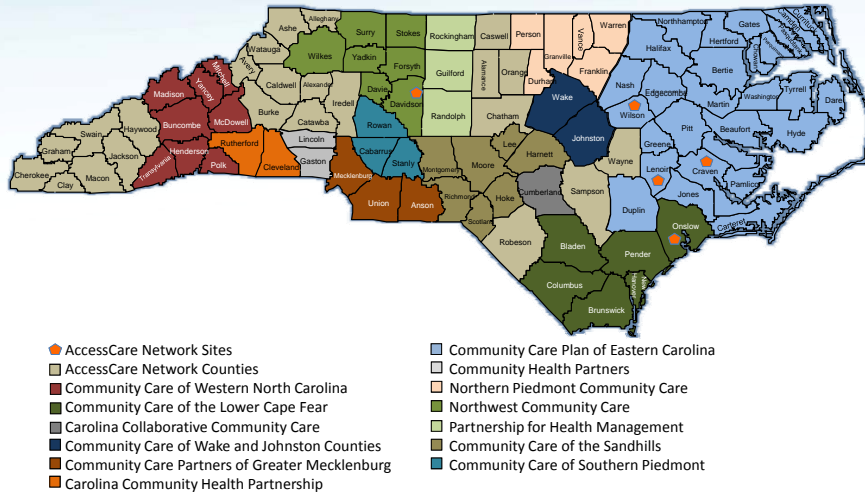 Ashe
Alleghany
Surry
Stokes
Rockingham
Caswell
Person
Granville
Vance
Warren
Northhampton
Gates
Camden
Currituck
Pasquotank
Perquimans
Chowan
Hertford
Halifax
Bertie
Watauga
Wilkes
Yadkin
Forsyth
Guilford
Alamance
Orange
Durham
Franklin
Nash
Edgecombe
Martin
Washington
Tyrrell
Dare
Mitchell
Avery
Yancey
Madison
Caldwell
Alexander
Davie
Iredell
Davidson
Randolph
Chatham
Wake
Wilson
Pitt
Beaufort
Hyde
Haywood
Buncombe
McDowell
Burke
Catawba
Rowan
Johnston
Greene
Swain
Graham
Jackson
Henderson
Rutherford
Lincoln
Cabarrus
Stanly
Montgomery
Moore
Lee
Harnett
Wayne
Lenoir
Craven
Pamlico
Cherokee
Macon
Clay
Transylvania
Polk
Cleveland
Gaston
Mecklenburg
Union
Anson
Richmond
Hoke
Scotland
Cumberland
Sampson
Duplin
Jones
Carteret
Onslow
Robeson
Bladen
Pender
Columbus
New
Hanover
Brunswick
AccessCare Network Sites
AccessCare Network Counties
Community Care of Western North Carolina
Community Care of the Lower Cape Fear
Carolina Collaborative Community Care
Community Care of Wake and Johnston Counties
Community Care Partners of Greater Mecklenburg
Carolina Community Health Partnership
Community Care Plan of Eastern Carolina
Community Health Partners
Northern Piedmont Community Care
Northwest Community Care
Partnership for Health Management
Community Care of the Sandhills
Community Care of Southern Piedmont